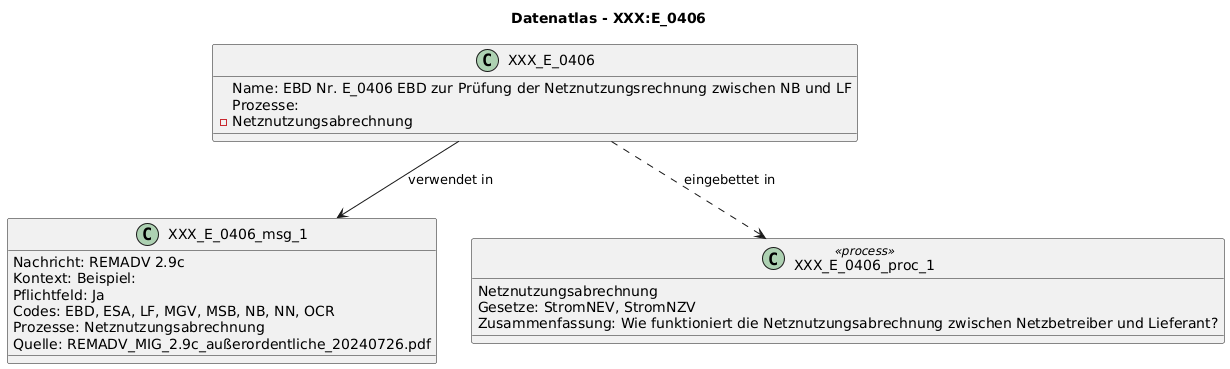 Datenatlas - XXX:E_0406
C XXX_E_0406
Name: EBD Nr. E_0406 EBD zur Prüfung der Netznutzungsrechnung zwischen NB und LF
Prozesse:
Netznutzungsabrechnung
verwendet in
eingebettet in
C XXX_E_0406_msg_1
Nachricht: REMADV 2.9c
Kontext: Beispiel:
Pflichtfeld: Ja
Codes: EBD, ESA, LF, MGV, MSB, NB, NN, OCR
Prozesse: Netznutzungsabrechnung
Quelle: REMADV_MIG_2.9c_außerordentliche_20240726.pdf
«process»
C XXX_E_0406_proc_1
Netznutzungsabrechnung
Gesetze: StromNEV, StromNZV
Zusammenfassung: Wie funktioniert die Netznutzungsabrechnung zwischen Netzbetreiber und Lieferant?